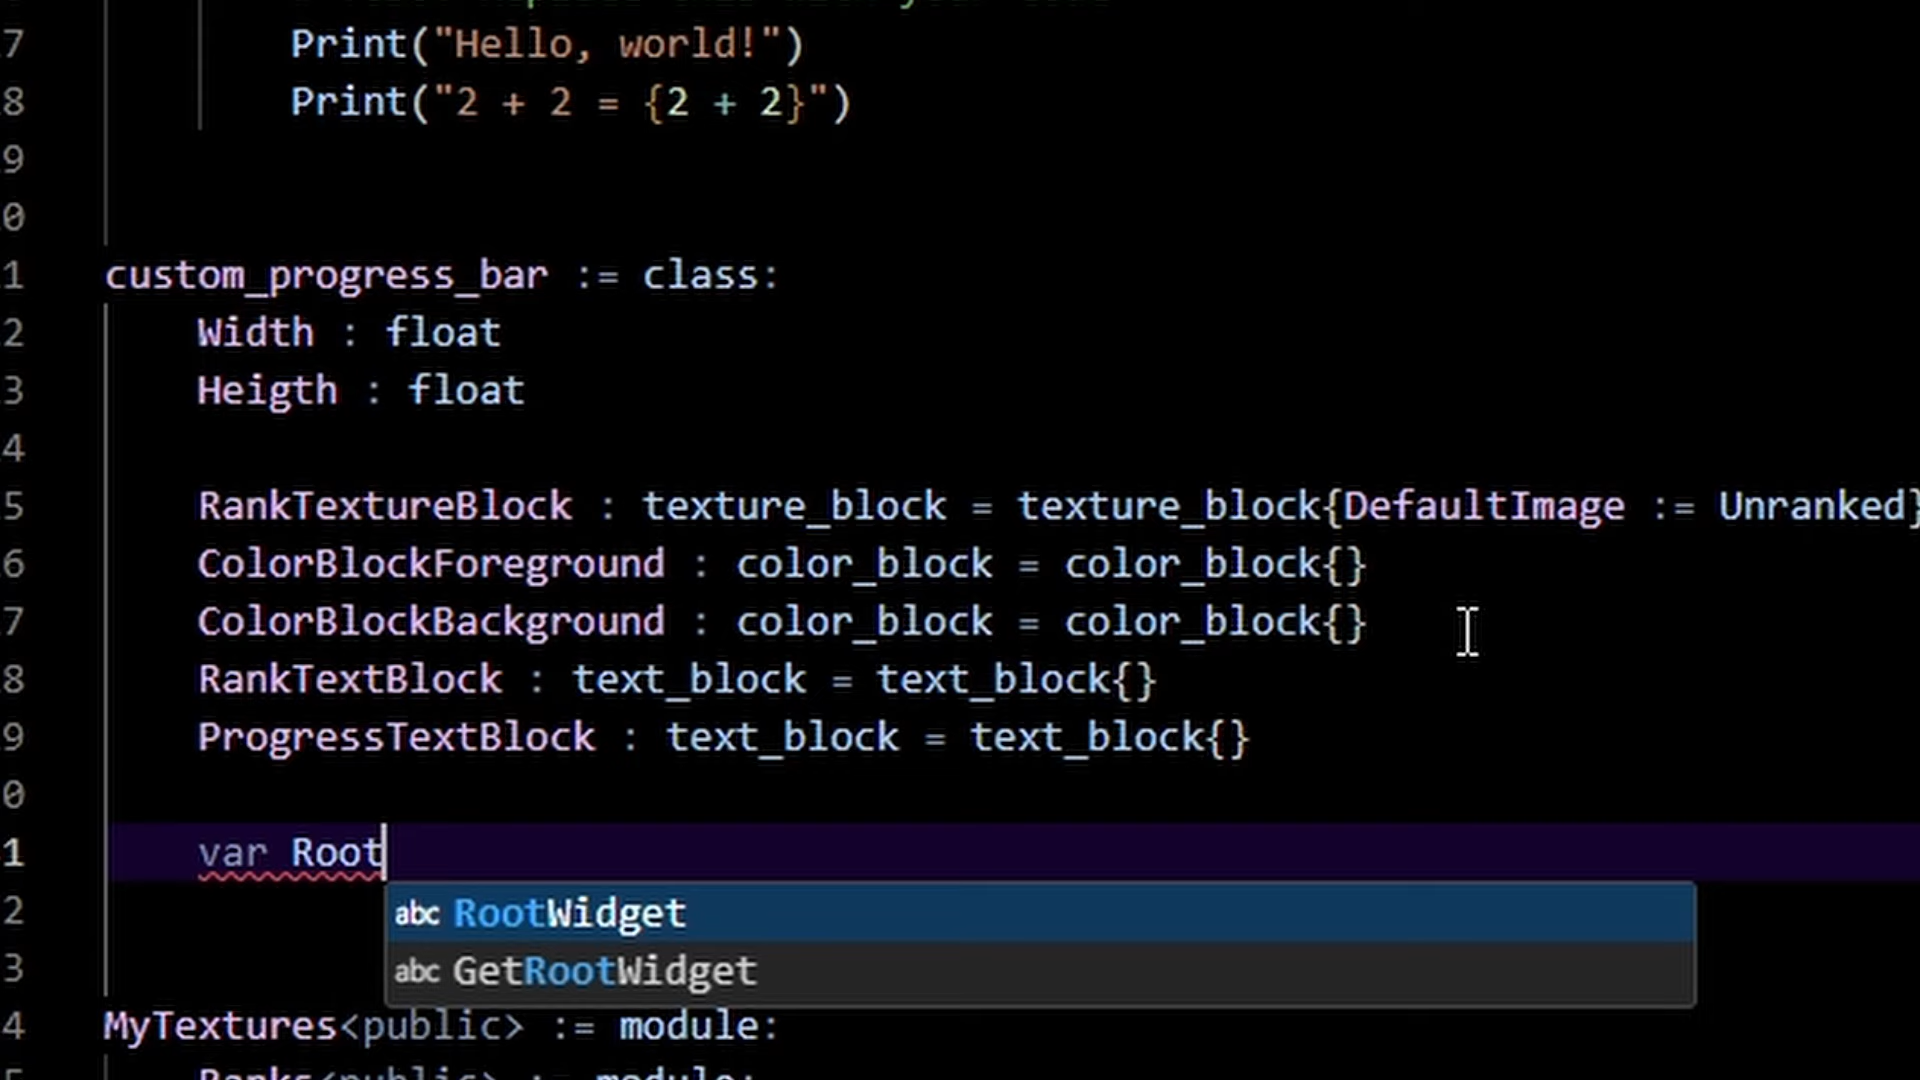 7 Print("Hello, world!")
8 Print("2 + 2 = {2 + 2}")
9
0
1 custom_progress_bar := class:
2 Width : float
3 Heigth : float
4
5 RankTextureBlock : texture_block = texture_block{DefaultImage := Unranked}
6 ColorBlockForeground : color_block = color_block{}
7 ColorBlockBackground : color_block = color_block{}
8 RankTextBlock : text_block = text_block{}
9 ProgressTextBlock : text_block = text_block{}
0
1 var Root
2 abc RootWidget
3 abc GetRootWidget
4 MyTextures<public> := module:
Ranks<public> := module: